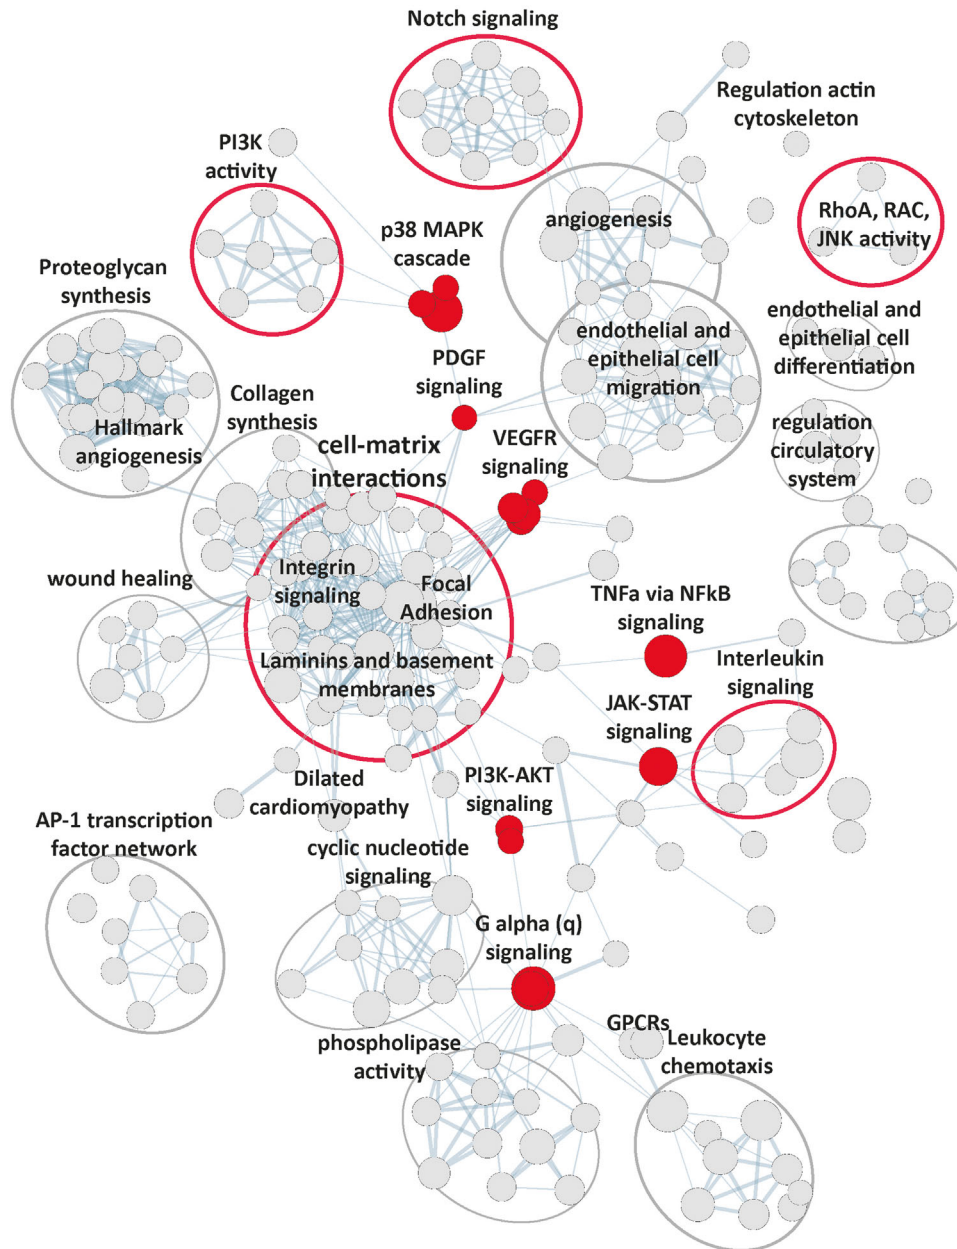 Notch signaling
Regulation actin
cytoskeleton
PI3K
activity
RhoA, RAC,
JNK activity
angiogenesis
p38 MAPK
cascade
Proteoglycan
synthesis
endothelial and
epithelial cell
differentiation
endothelial and
epithelial cell
migration
PDGF
signaling
Collagen
synthesis
Hallmark
angiogenesis
cell-matrix
interactions
VEGFR
signaling
regulation
circulatory
system
wound healing
Integrin
signaling
Focal
Adhesion
TNFa via NFkB
signaling
Laminins and basement
membranes
Interleukin
signaling
JAK-STAT
signaling
Dilated
cardiomyopathy
PI3K-AKT
signaling
AP-1 transcription
factor network
cyclic nucleotide
signaling
G alpha (q)
signaling
GPCRs
Leukocyte
chemotaxis
phospholipase
activity